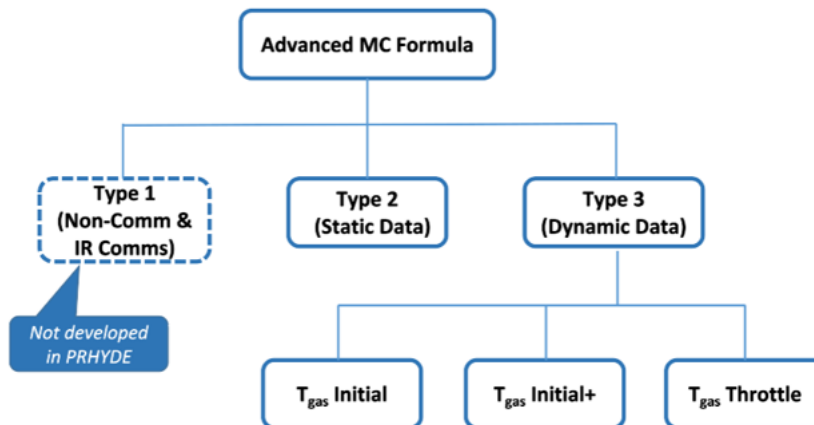 Advanced MC Formula
Type 1
(Non-Comm &
IR Comms)
Type 2
(Static Data)
Type 3
(Dynamic Data)
Not developed
in PRHYDE
Tgas Initial
Tgas Initial+
Tgas Throttle